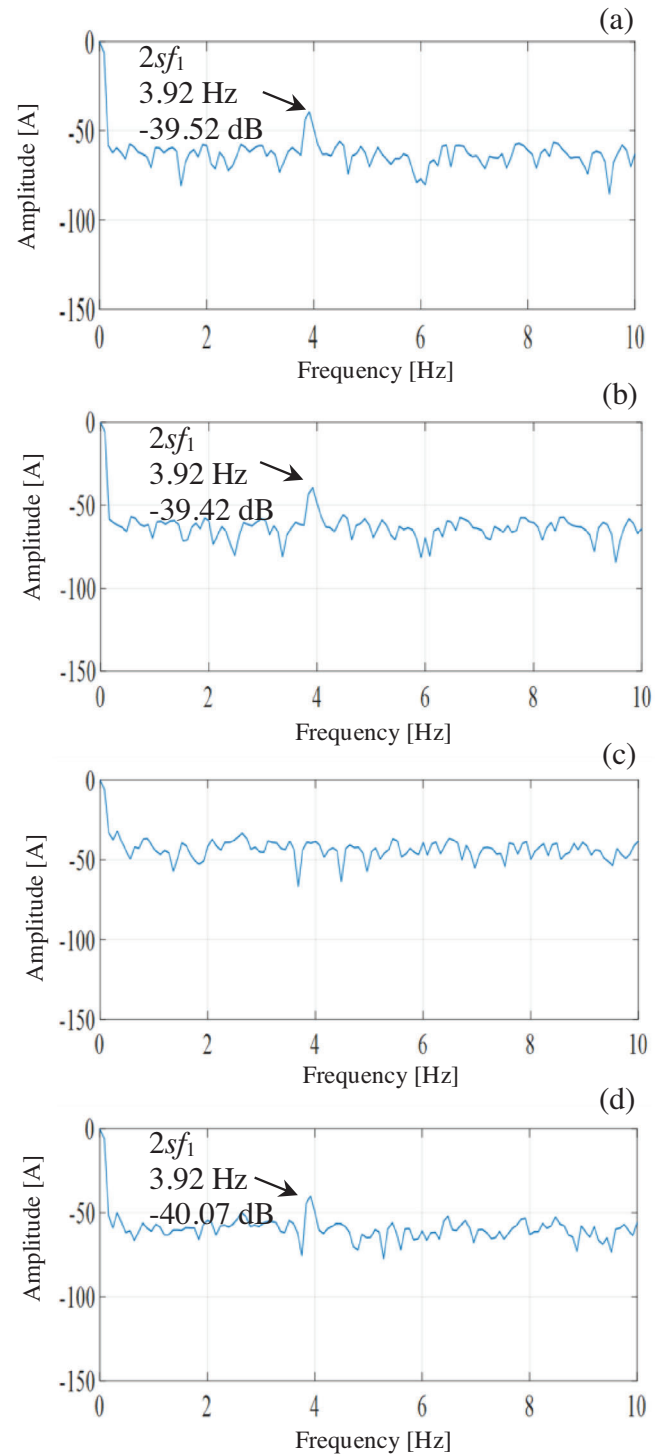 (a)
0
-50
-100
-150
Amplitude [A]
2sf₁
3.92 Hz
-39.52 dB
0 2 4 6 8 10
Frequency [Hz]
(b)
0
-50
-100
-150
Amplitude [A]
2sf₁
3.92 Hz
-39.42 dB
0 2 4 6 8 10
Frequency [Hz]
(c)
0
-50
-100
-150
Amplitude [A]
0 2 4 6 8 10
Frequency [Hz]
(d)
0
-50
-100
-150
Amplitude [A]
2sf₁
3.92 Hz
-40.07 dB
0 2 4 6 8 10
Frequency [Hz]